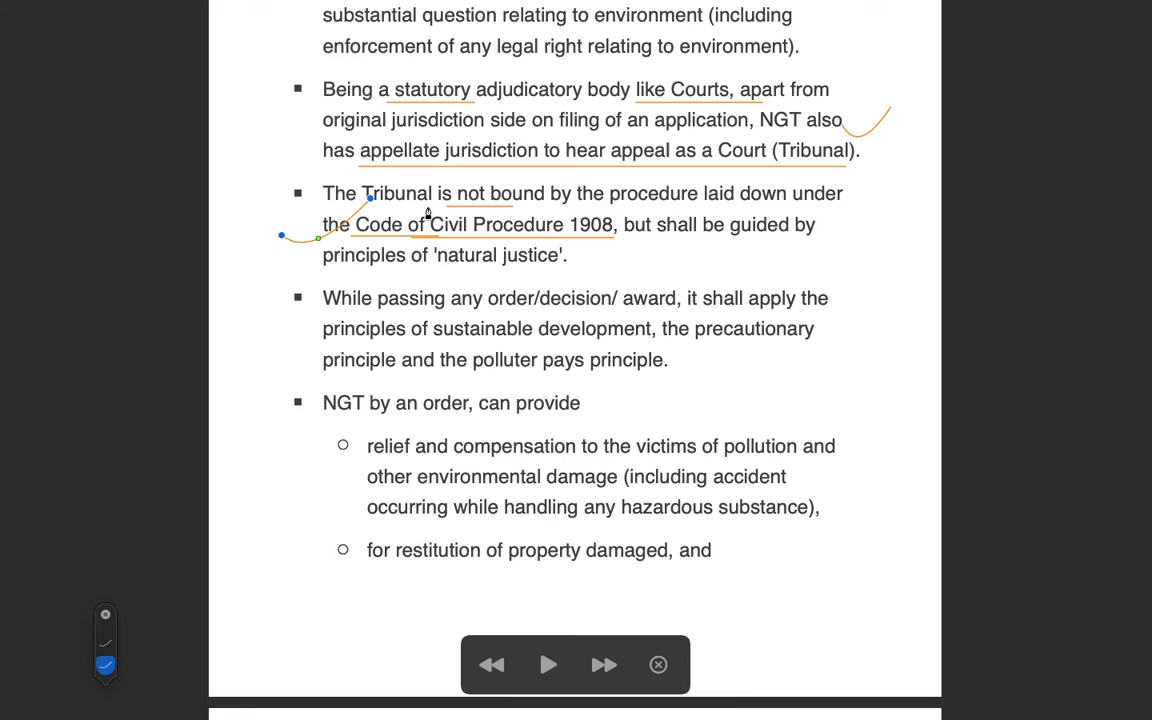 substantial question relating to environment (including
enforcement of any legal right relating to environment).
▪ Being a statutory adjudicatory body like Courts, apart from
original jurisdiction side on filing of an application, NGT also
has appellate jurisdiction to hear appeal as a Court (Tribunal).
▪ The Tribunal is not bound by the procedure laid down under
the Code of Civil Procedure 1908, but shall be guided by
principles of 'natural justice'.
▪ While passing any order/decision/ award, it shall apply the
principles of sustainable development, the precautionary
principle and the polluter pays principle.
▪ NGT by an order, can provide
○ relief and compensation to the victims of pollution and
other environmental damage (including accident
occurring while handling any hazardous substance),
○ for restitution of property damaged, and